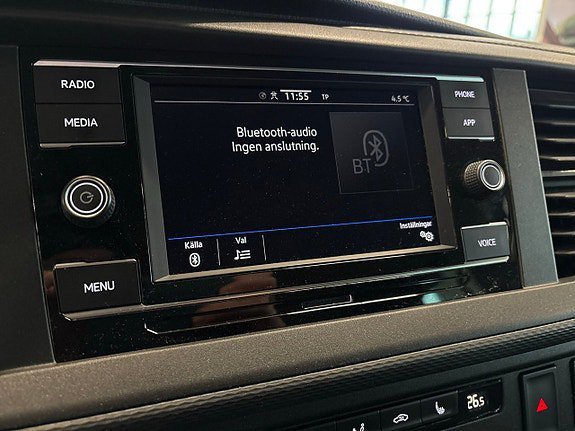 RADIO
MEDIA
MENU
11:55 TP 4.5 °C
Bluetooth-audio
Ingen anslutning.
BT
Källa
Val
Inställningar
PHONE
APP
VOICE
26.5